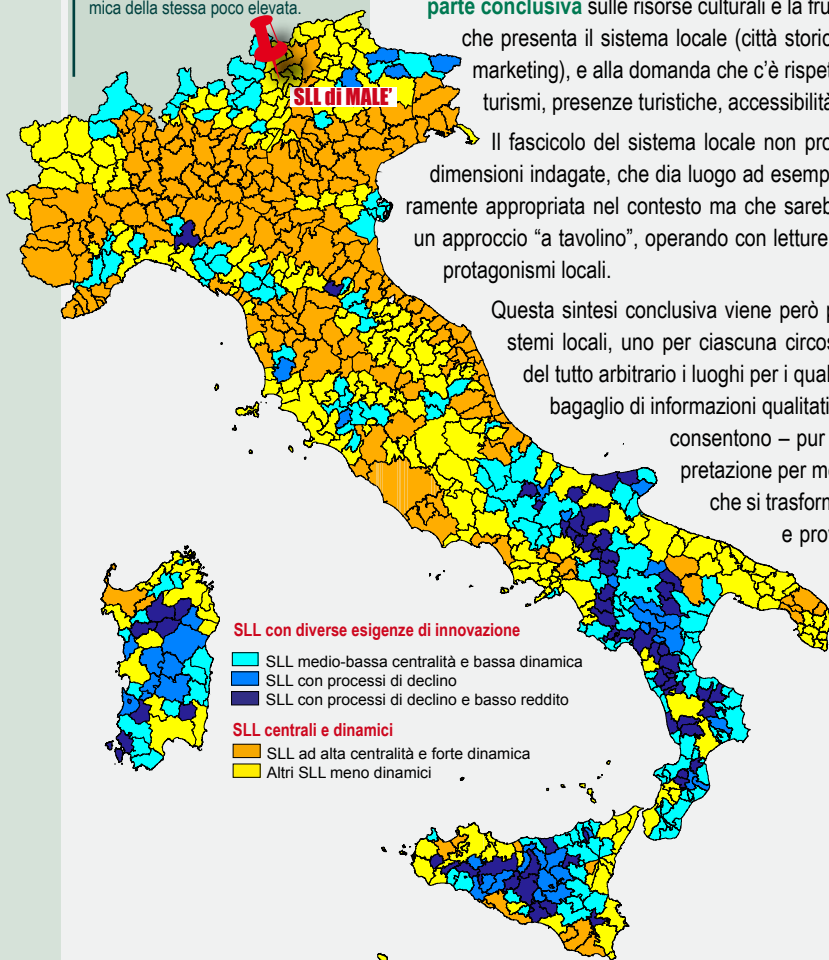 mica della stessa poco elevata.
parte conclusiva sulle risorse culturali e la fru
che presenta il sistema locale (città storic
marketing), e alla domanda che c'è rispet
turismi, presenze turistiche, accessibilità
SLL di MALE'
Il fascicolo del sistema locale non pro
dimensioni indagate, che dia luogo ad esemp
ramente appropriata nel contesto ma che sareb
un approccio “a tavolino”, operando con letture
protagonismi locali.
Questa sintesi conclusiva viene però p
stemi locali, uno per ciascuna circos
del tutto arbitrario i luoghi per i qual
bagaglio di informazioni qualitati
consentono – pur
pretazione per me
che si trasform
e prot
SLL con diverse esigenze di innovazione
SLL medio-bassa centralità e bassa dinamica
SLL con processi di declino
SLL con processi di declino e basso reddito
SLL centrali e dinamici
SLL ad alta centralità e forte dinamica
Altri SLL meno dinamici